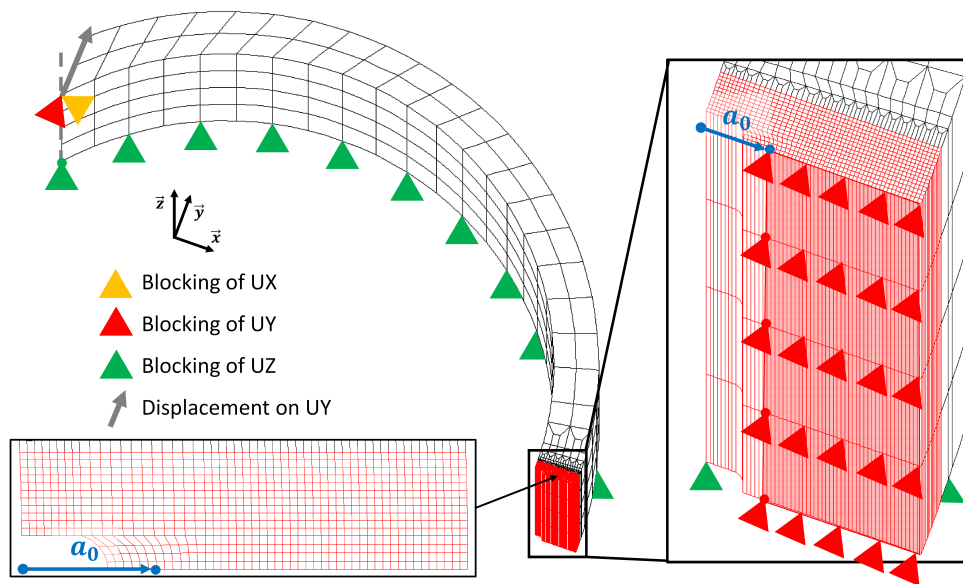 a₀
z⃗
y⃗
x⃗
Blocking of UX
Blocking of UY
Blocking of UZ
Displacement on UY
a₀